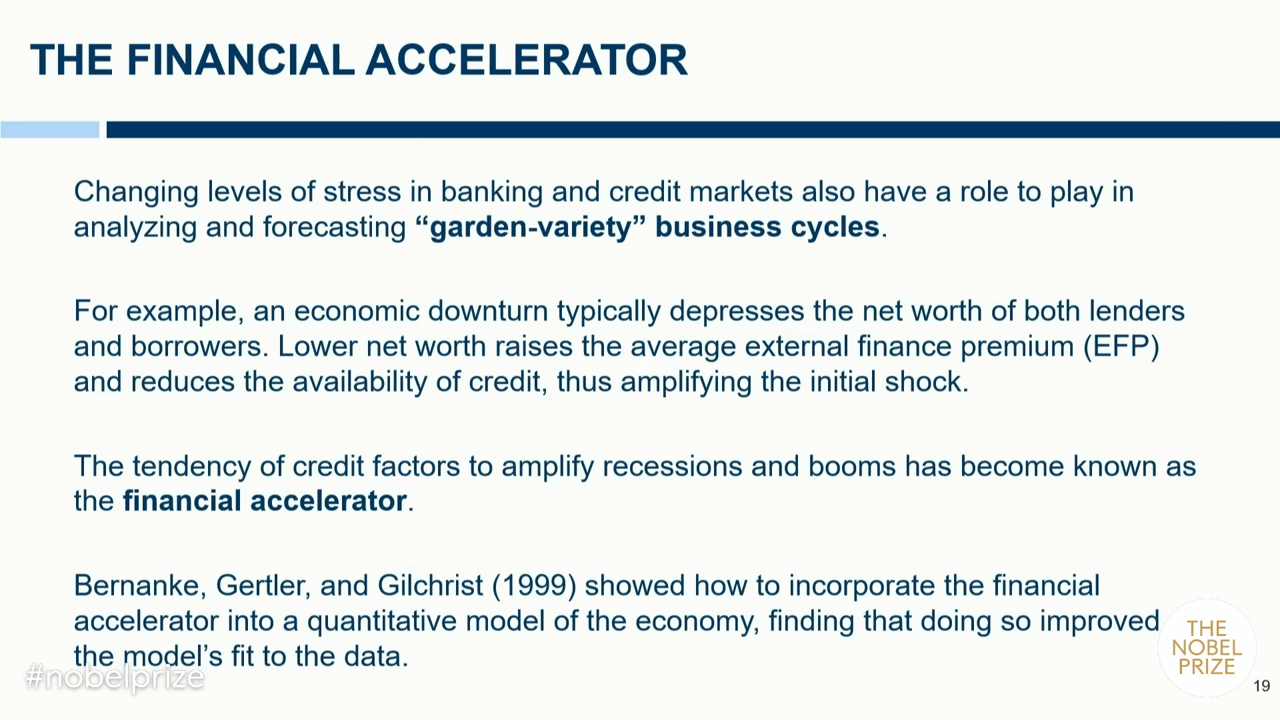 THE FINANCIAL ACCELERATOR
Changing levels of stress in banking and credit markets also have a role to play in
analyzing and forecasting “garden-variety” business cycles.
For example, an economic downturn typically depresses the net worth of both lenders
and borrowers. Lower net worth raises the average external finance premium (EFP)
and reduces the availability of credit, thus amplifying the initial shock.
The tendency of credit factors to amplify recessions and booms has become known as
the financial accelerator.
Bernanke, Gertler, and Gilchrist (1999) showed how to incorporate the financial
accelerator into a quantitative model of the economy, finding that doing so improved
the model’s fit to the data.
#nobelprize
THE
NOBEL
PRIZE
19